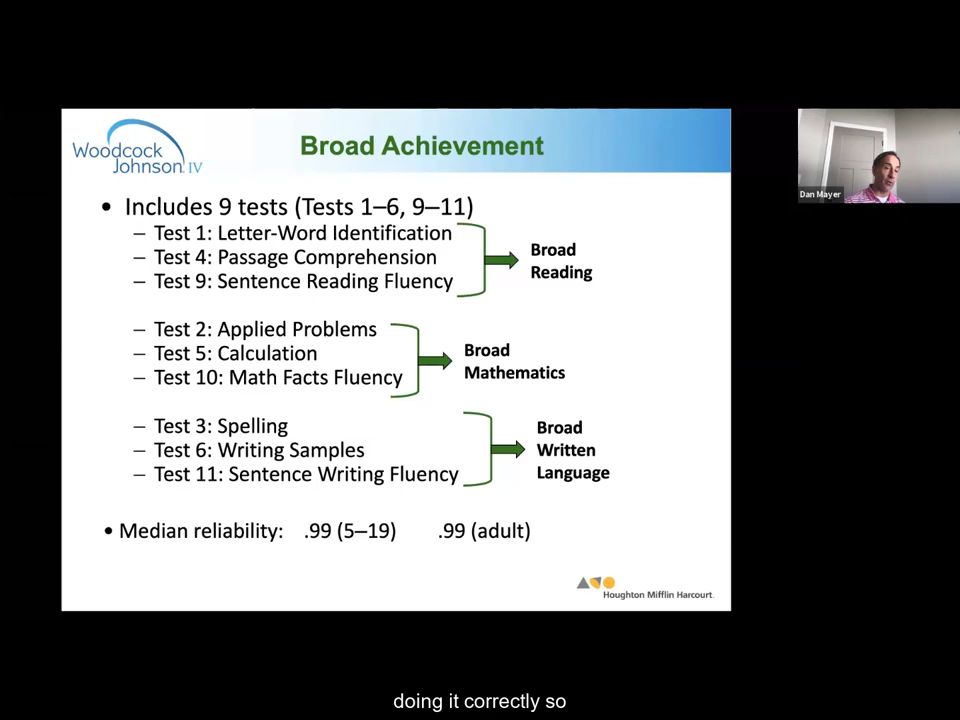 Woodcock
Johnson IV
Broad Achievement
Dan Mayer
• Includes 9 tests (Tests 1–6, 9–11)
– Test 1: Letter-Word Identification
– Test 4: Passage Comprehension
– Test 9: Sentence Reading Fluency
Broad
Reading
– Test 2: Applied Problems
– Test 5: Calculation
– Test 10: Math Facts Fluency
Broad
Mathematics
– Test 3: Spelling
– Test 6: Writing Samples
– Test 11: Sentence Writing Fluency
Broad
Written
Language
• Median reliability: .99 (5–19) .99 (adult)
Houghton Mifflin Harcourt.
doing it correctly so